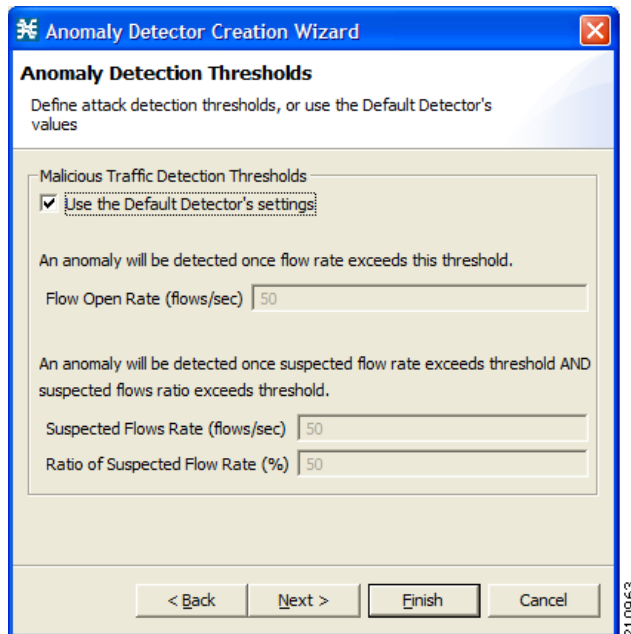 Anomaly Detector Creation Wizard
Anomaly Detection Thresholds
Define attack detection thresholds, or use the Default Detector's
values
Malicious Traffic Detection Thresholds
Use the Default Detector's settings
An anomaly will be detected once flow rate exceeds this threshold.
Flow Open Rate (flows/sec) 50
An anomaly will be detected once suspected flow rate exceeds threshold AND
suspected flows ratio exceeds threshold.
Suspected Flows Rate (flows/sec) 50
Ratio of Suspected Flow Rate (%) 50
< Back Next > Finish Cancel
210963